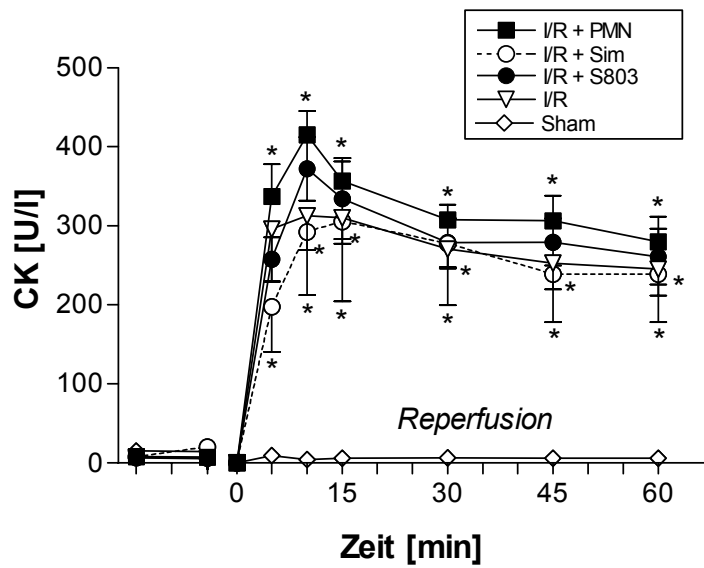 I/R + PMN
I/R + Sim
I/R + S803
I/R
Sham
500
400
300
200
100
0
CK [U/l]
* * * * * *
* * * * *
* * * * * *
Reperfusion
0 15 30 45 60
Zeit [min]